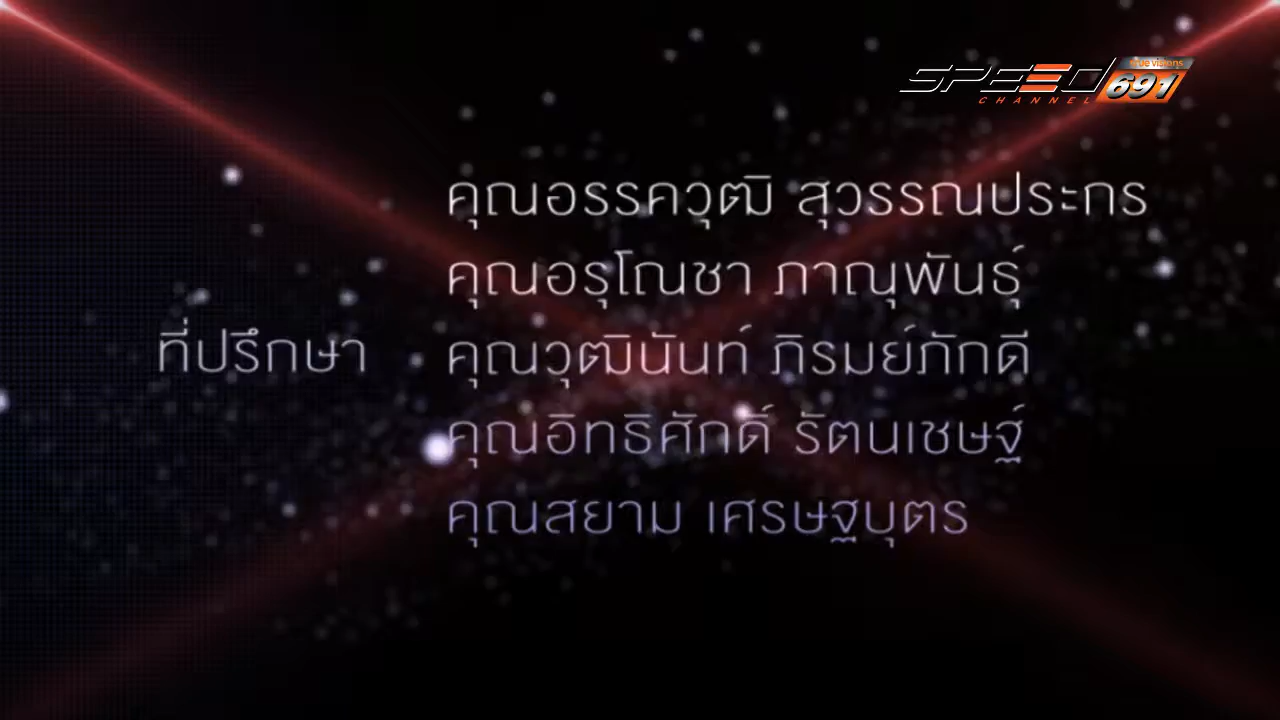 SPEED CHANNEL
true visions 691
คุณอรรควุฒิ สุวรรณประกร
คุณอรุโณชา ภาณุพันธุ์
ที่ปรึกษา คุณวุฒินันท์ ภิรมย์ภักดี
คุณอิทธิศักดิ์ รัตนเชษฐ์
คุณสยาม เศรษฐบุตร